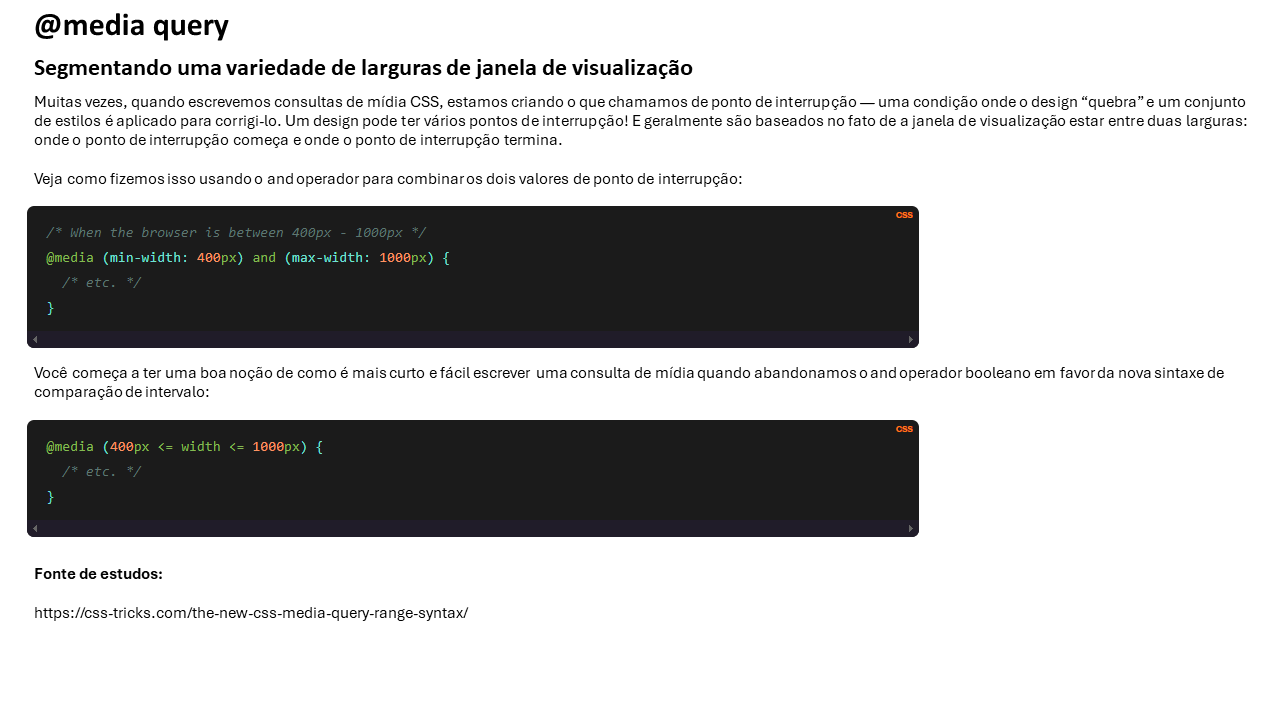 @media query
Segmentando uma variedade de larguras de janela de visualização
Muitas vezes, quando escrevemos consultas de mídia CSS, estamos criando o que chamamos de ponto de interrupção — uma condição onde o design “quebra” e um conjunto
de estilos é aplicado para corrigi-lo. Um design pode ter vários pontos de interrupção! E geralmente são baseados no fato de a janela de visualização estar entre duas larguras:
onde o ponto de interrupção começa e onde o ponto de interrupção termina.
Veja como fizemos isso usando o and operador para combinar os dois valores de ponto de interrupção:
CSS
/* When the browser is between 400px - 1000px */
@media (min-width: 400px) and (max-width: 1000px) {
/* etc. */
}
Você começa a ter uma boa noção de como é mais curto e fácil escrever uma consulta de mídia quando abandonamos o and operador booleano em favor da nova sintaxe de
comparação de intervalo:
CSS
@media (400px <= width <= 1000px) {
/* etc. */
}
Fonte de estudos:
https://css-tricks.com/the-new-css-media-query-range-syntax/